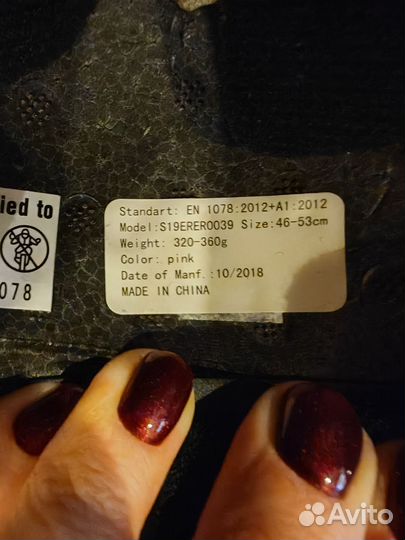 ied to
078
Standart: EN 1078:2012+A1:2012
Model:S19ERER0039 Size:46-53cm
Weight: 320-360g
Color: pink
Date of Manf.:10/2018
MADE IN CHINA
Avito